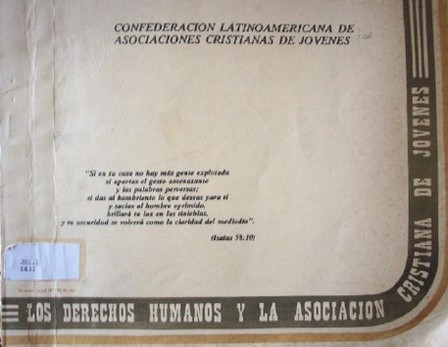 CONFEDERACION LATINOAMERICANA DE
ASOCIACIONES CRISTIANAS DE JOVENES
"Si en tu casa no hay más gente explotada
si apartas el gesto amenazante
y las palabras perversas;
si das al hambriento lo que deseas para ti
y sacias al hombre oprimido,
brillará tu luz en las tinieblas,
y tu oscuridad se volverá como la claridad del mediodía".
(Isaías 58:10)
LOS DERECHOS HUMANOS Y LA ASOCIACION
CRISTIANA DE JOVENES